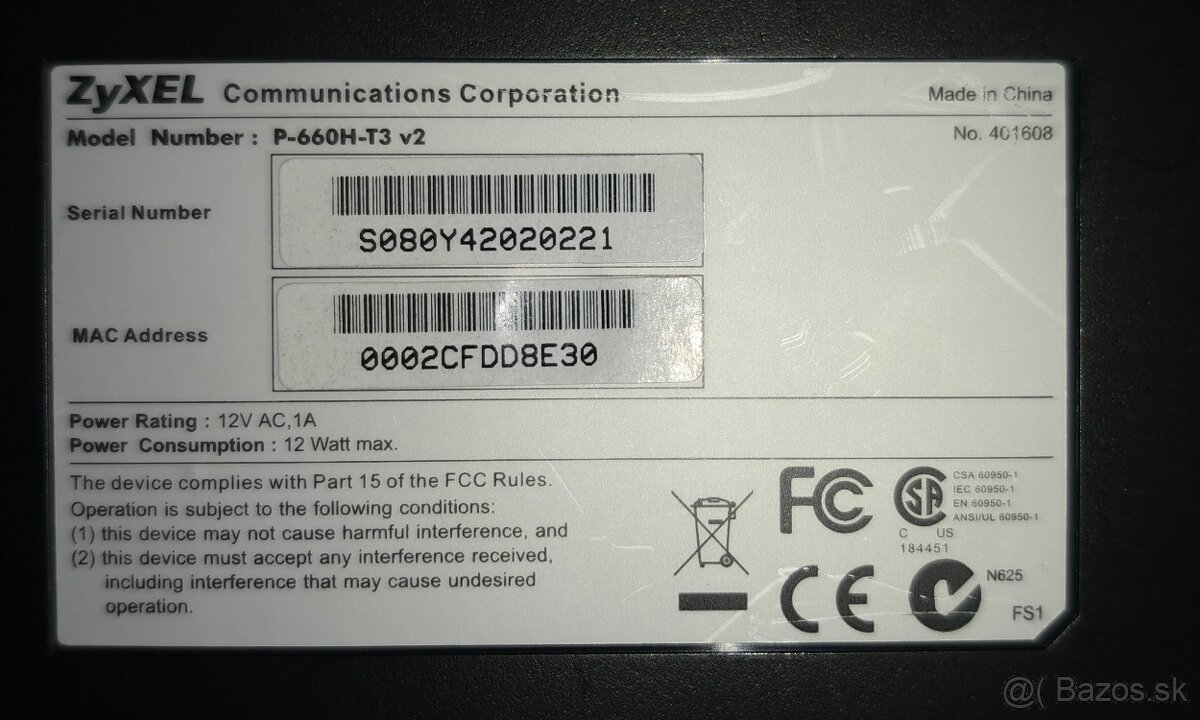 ZyXEL Communications Corporation Made in China
Model Number : P-660H-T3 v2 No. 401608
Serial Number
S080Y42020221
MAC Address
0002CFDD8E30
Power Rating : 12V AC,1A
Power Consumption : 12 Watt max.
The device complies with Part 15 of the FCC Rules.
Operation is subject to the following conditions:
(1) this device may not cause harmful interference, and
(2) this device must accept any interference received,
including interference that may cause undesired
operation.
FCC
SA
C US
184451
CSA 60950-1
IEC 60950-1
EN 60950-1
ANSI/UL 60950-1
CE
N625
FS1
@( Bazos.sk